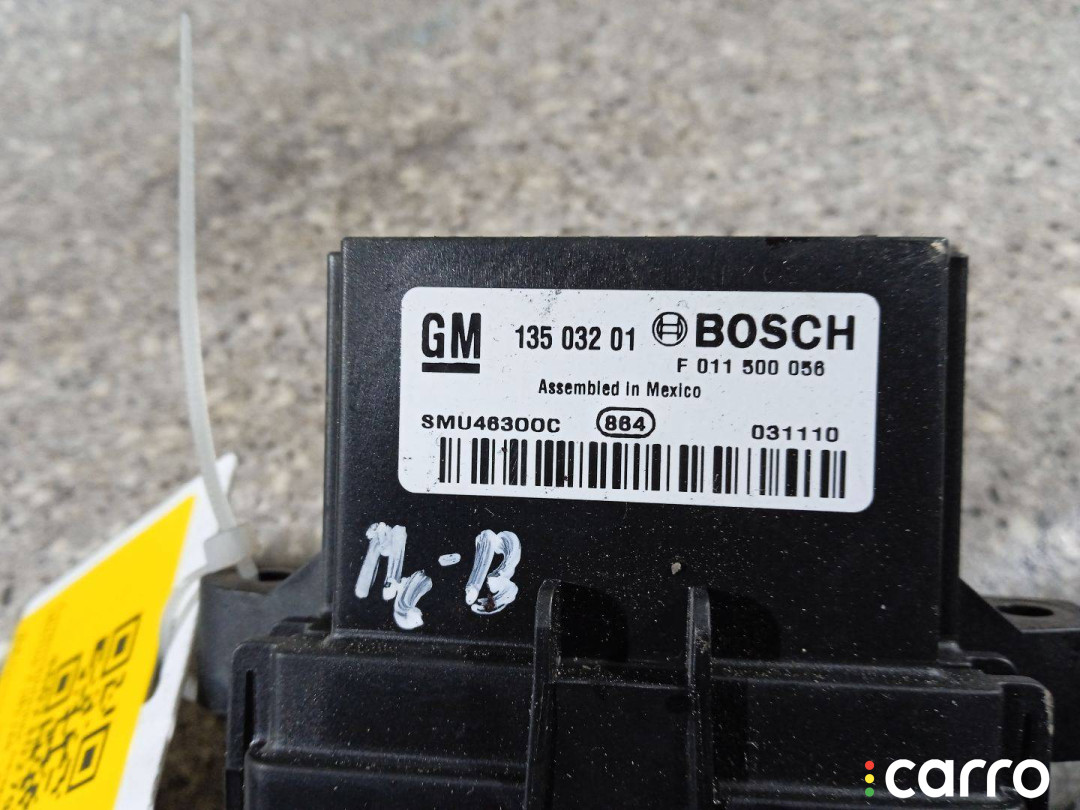 GM 135 032 01 BOSCH
F 011 500 056
Assembled in Mexico
SMU46300C 864 031110
carro